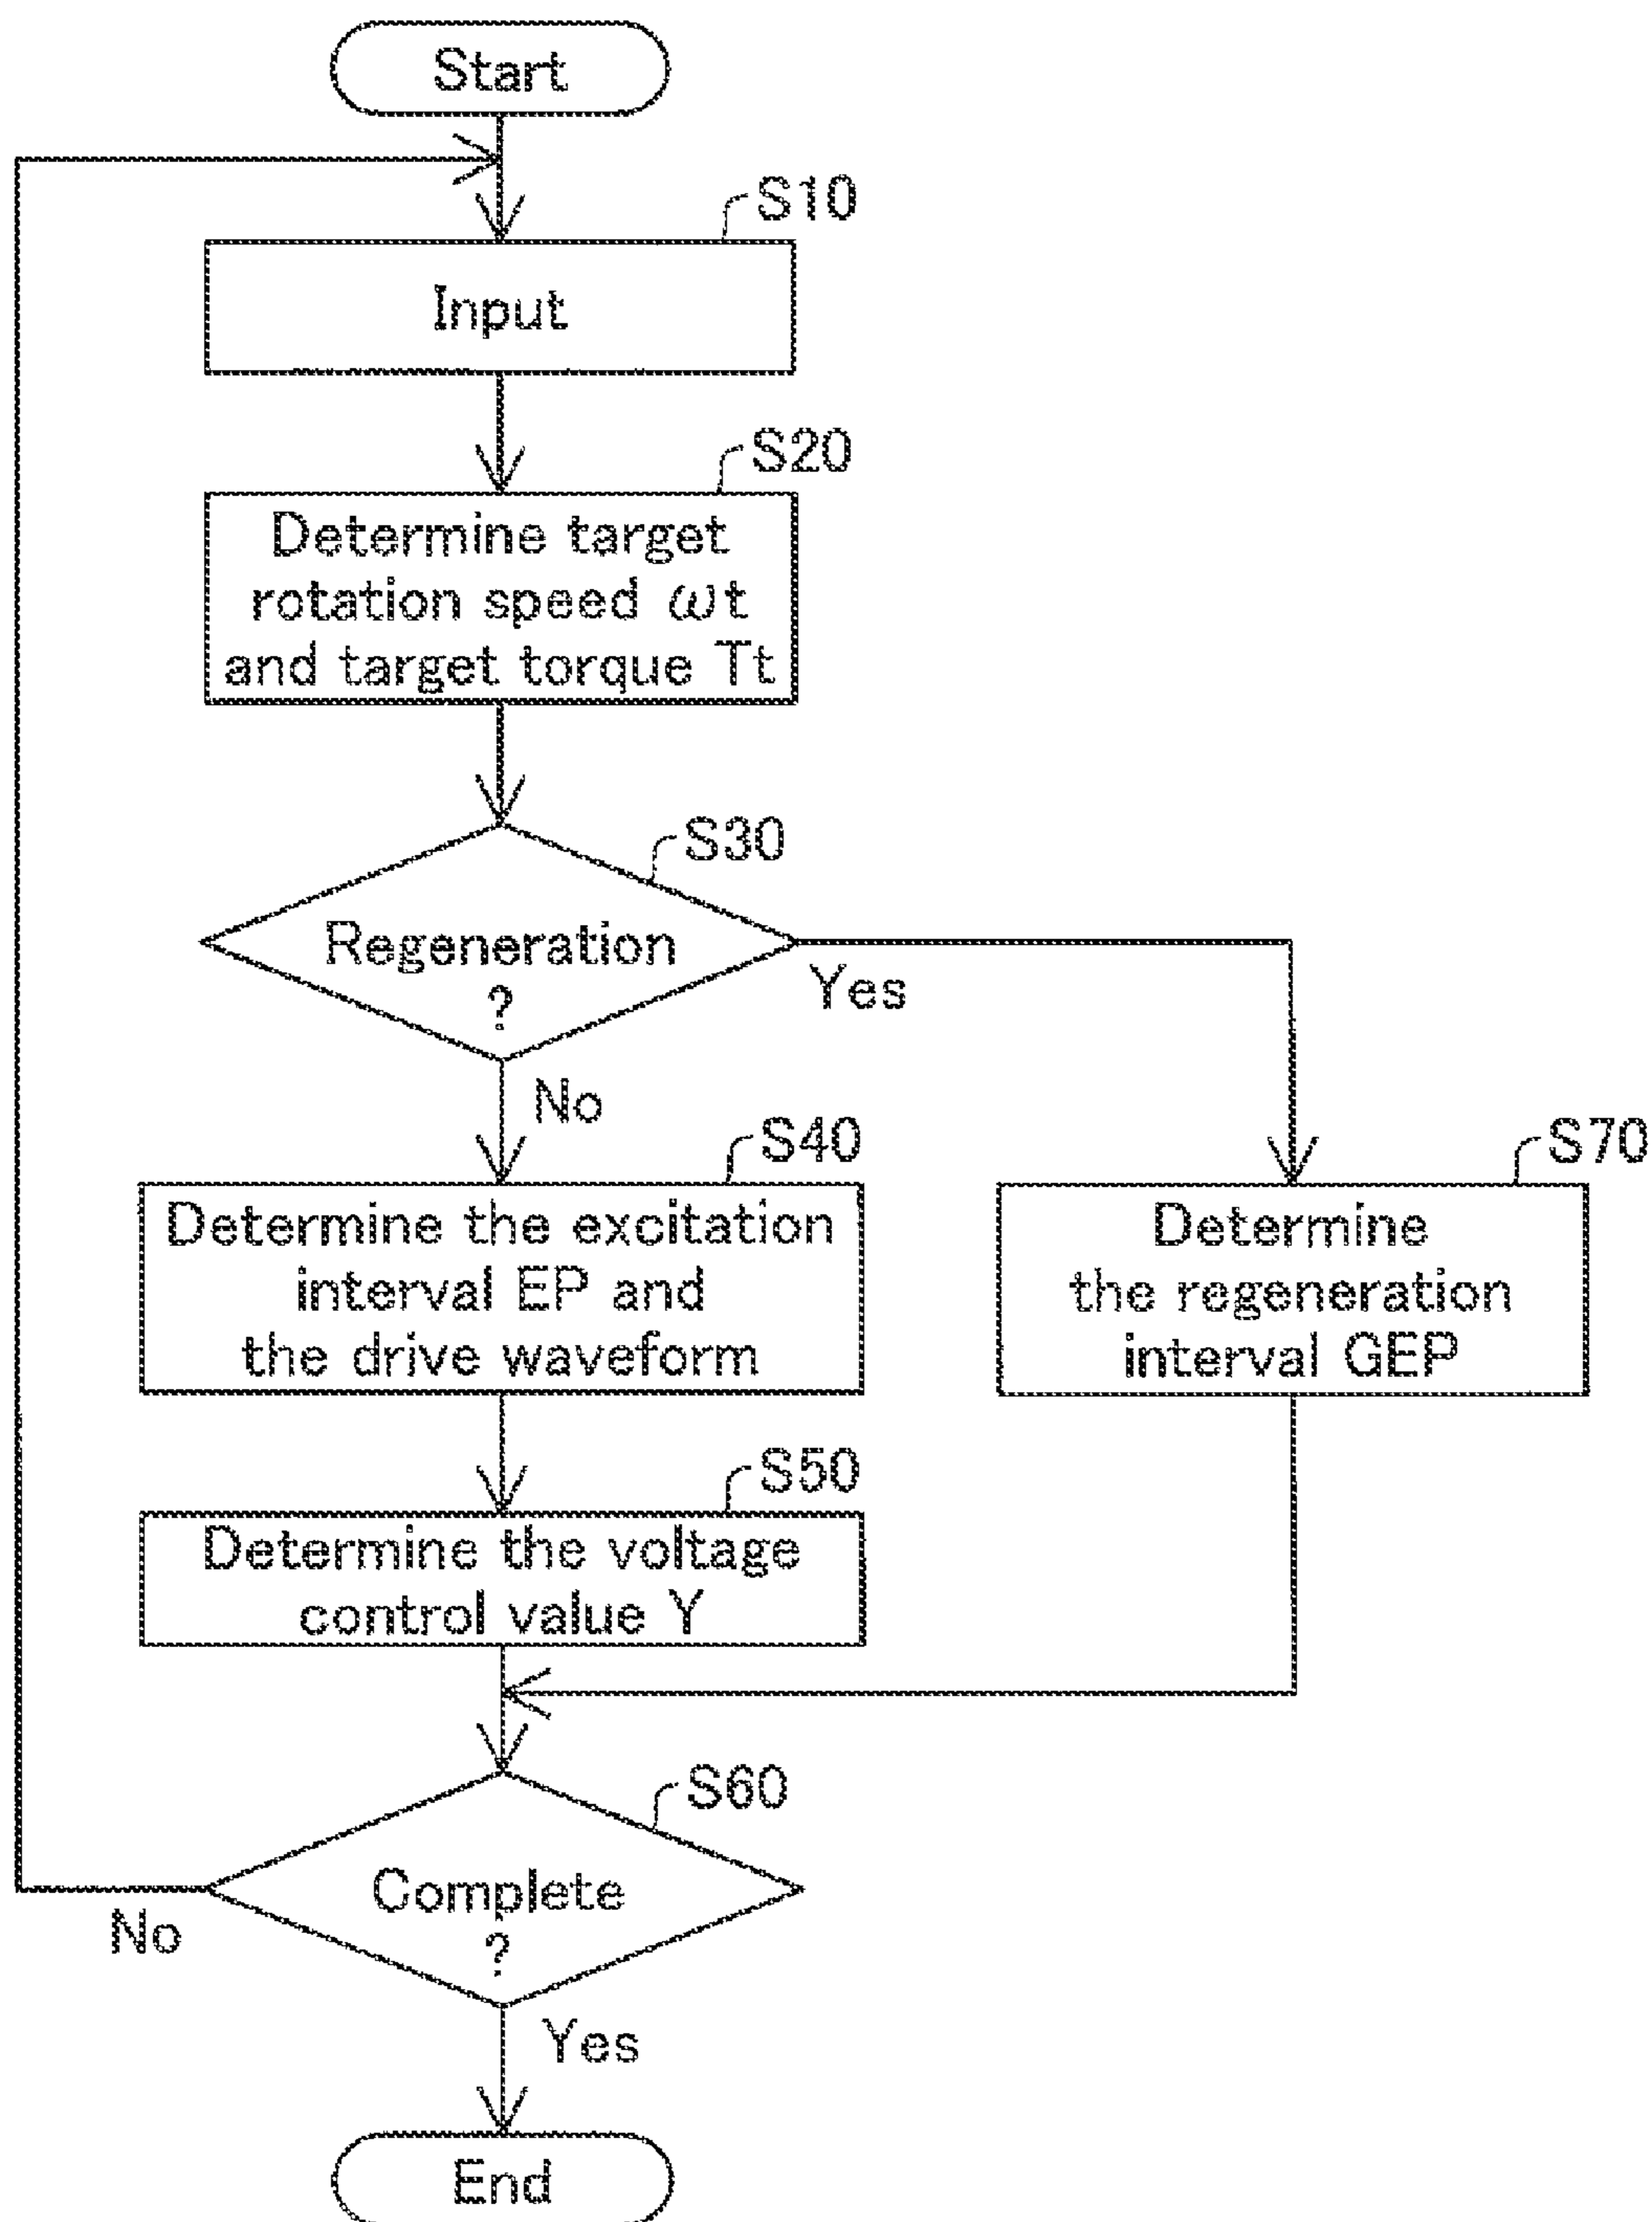 Start
S10
Input
S20
Determine target
rotation speed ωt
and target torque Tt
S30
Regeneration
?
Yes
No
S40
Determine the excitation
interval EP and
the drive waveform
S70
Determine
the regeneration
interval GEP
S50
Determine the voltage
control value Y
S60
Complete
?
No
Yes
End